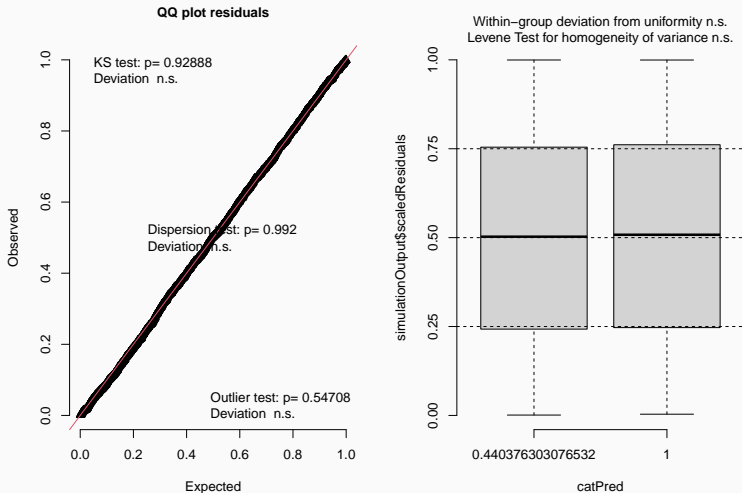 QQ plot residuals
KS test: p= 0.92888
Deviation n.s.
Dispersion test: p= 0.992
Deviation n.s.
Outlier test: p= 0.54708
Deviation n.s.
Observed
1.0
0.8
0.6
0.4
0.2
0.0
0.0 0.2 0.4 0.6 0.8 1.0
Expected
Within−group deviation from uniformity n.s.
Levene Test for homogeneity of variance n.s.
simulationOutput$scaledResiduals
1.00
0.75
0.50
0.25
0.00
0.440376303076532 1
catPred